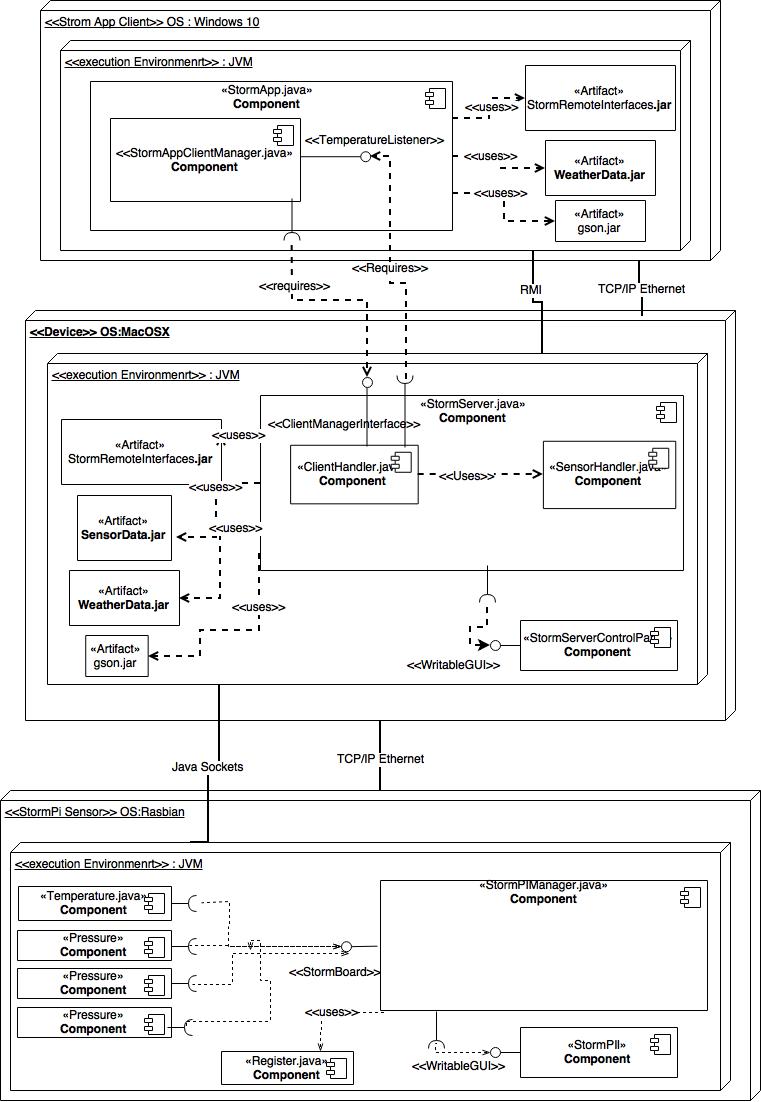 <<Strom App Client>> OS : Windows 10
<<execution Environmenrt>> : JVM
«StormApp.java»
Component
<<StormAppClientManager.java»
Component
<<TemperatureListener>>
<<uses>>
«Artifact»
StormRemoteInterfaces.jar
<<uses>>
«Artifact»
WeatherData.jar
<<uses>>
«Artifact»
gson.jar
<<requires>>
<<Requires>>
RMI
TCP/IP Ethernet
<<Device>> OS:MacOSX
<<execution Environmenrt>> : JVM
«StormServer.java»
Component
«Artifact»
StormRemoteInterfaces.jar
<<uses>>
<<ClientManagerInterface>>
«ClientHandler.jav
Component
<<Uses>>
«SensorHandler.java»
Component
<<uses>>
«Artifact»
SensorData.jar
<<uses>>
«Artifact»
WeatherData.jar
<<uses>>
«Artifact»
gson.jar
<<WritableGUI>>
«StormServerControlPa
Component
Java Sockets
TCP/IP Ethernet
<<StormPi Sensor>> OS:Rasbian
<<execution Environmenrt>> : JVM
«Temperature.java»
Component
«Pressure»
Component
«Pressure»
Component
«Pressure»
Component
«StormPIManager.java»
Component
<<StormBoard>>
<<uses>>
«Register.java»
Component
<<WritableGUI>>
«StormPII»
Component